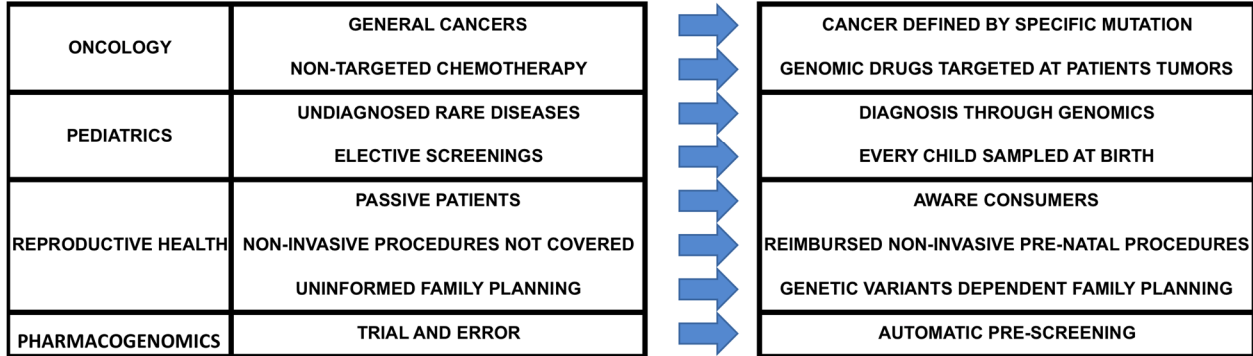 ONCOLOGY
GENERAL CANCERS
CANCER DEFINED BY SPECIFIC MUTATION
NON-TARGETED CHEMOTHERAPY
GENOMIC DRUGS TARGETED AT PATIENTS TUMORS
PEDIATRICS
UNDIAGNOSED RARE DISEASES
DIAGNOSIS THROUGH GENOMICS
ELECTIVE SCREENINGS
EVERY CHILD SAMPLED AT BIRTH
REPRODUCTIVE HEALTH
PASSIVE PATIENTS
AWARE CONSUMERS
NON-INVASIVE PROCEDURES NOT COVERED
REIMBURSED NON-INVASIVE PRE-NATAL PROCEDURES
UNINFORMED FAMILY PLANNING
GENETIC VARIANTS DEPENDENT FAMILY PLANNING
PHARMACOGENOMICS
TRIAL AND ERROR
AUTOMATIC PRE-SCREENING